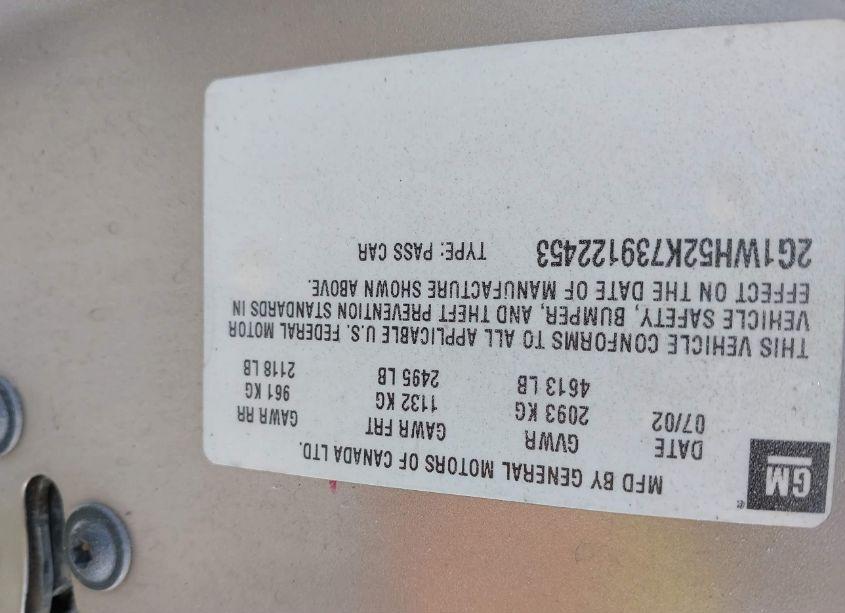 GM
MFD BY GENERAL MOTORS OF CANADA LTD.
DATE GVWR GAWR FRT GAWR RR
07/02 2093 KG 1132 KG 961 KG
4613 LB 2495 LB 2118 LB
THIS VEHICLE CONFORMS TO ALL APPLICABLE U.S. FEDERAL MOTOR
VEHICLE SAFETY, BUMPER, AND THEFT PREVENTION STANDARDS IN
EFFECT ON THE DATE OF MANUFACTURE SHOWN ABOVE.
2G1WH52K739122453 TYPE: PASS CAR